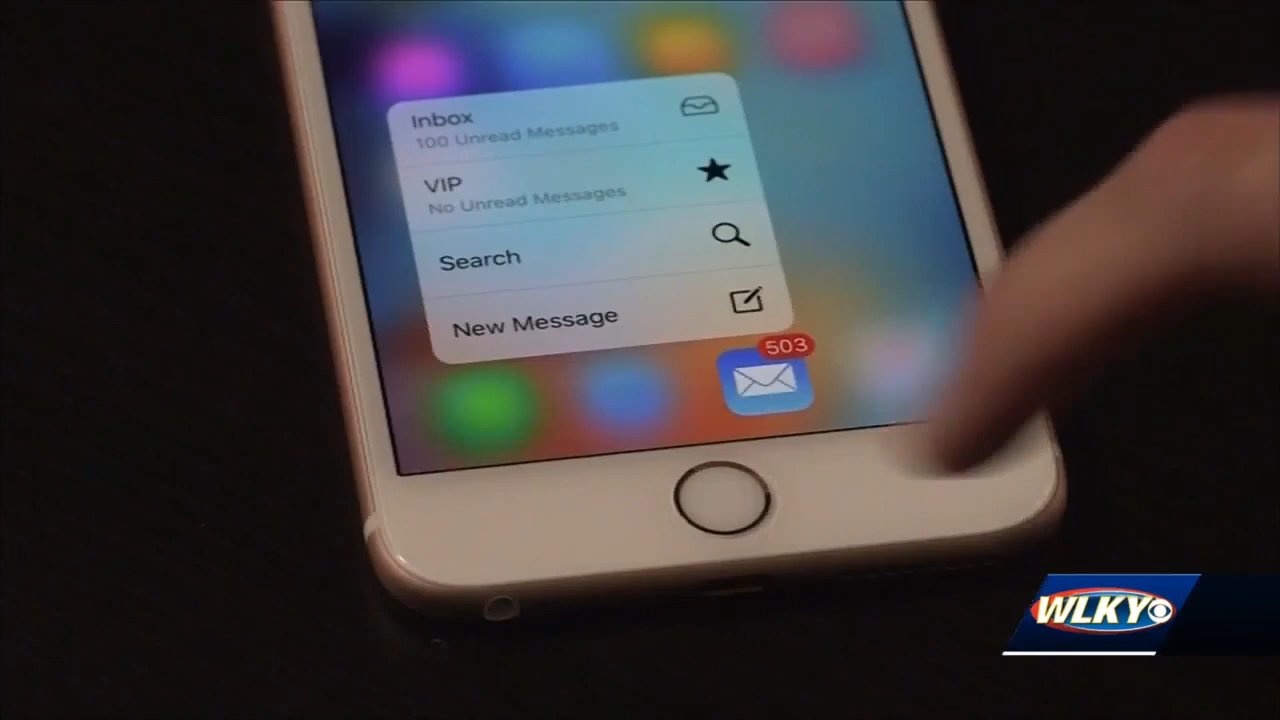 Inbox
100 Unread Messages
VIP
No Unread Messages
Search
New Message
503
WLKY